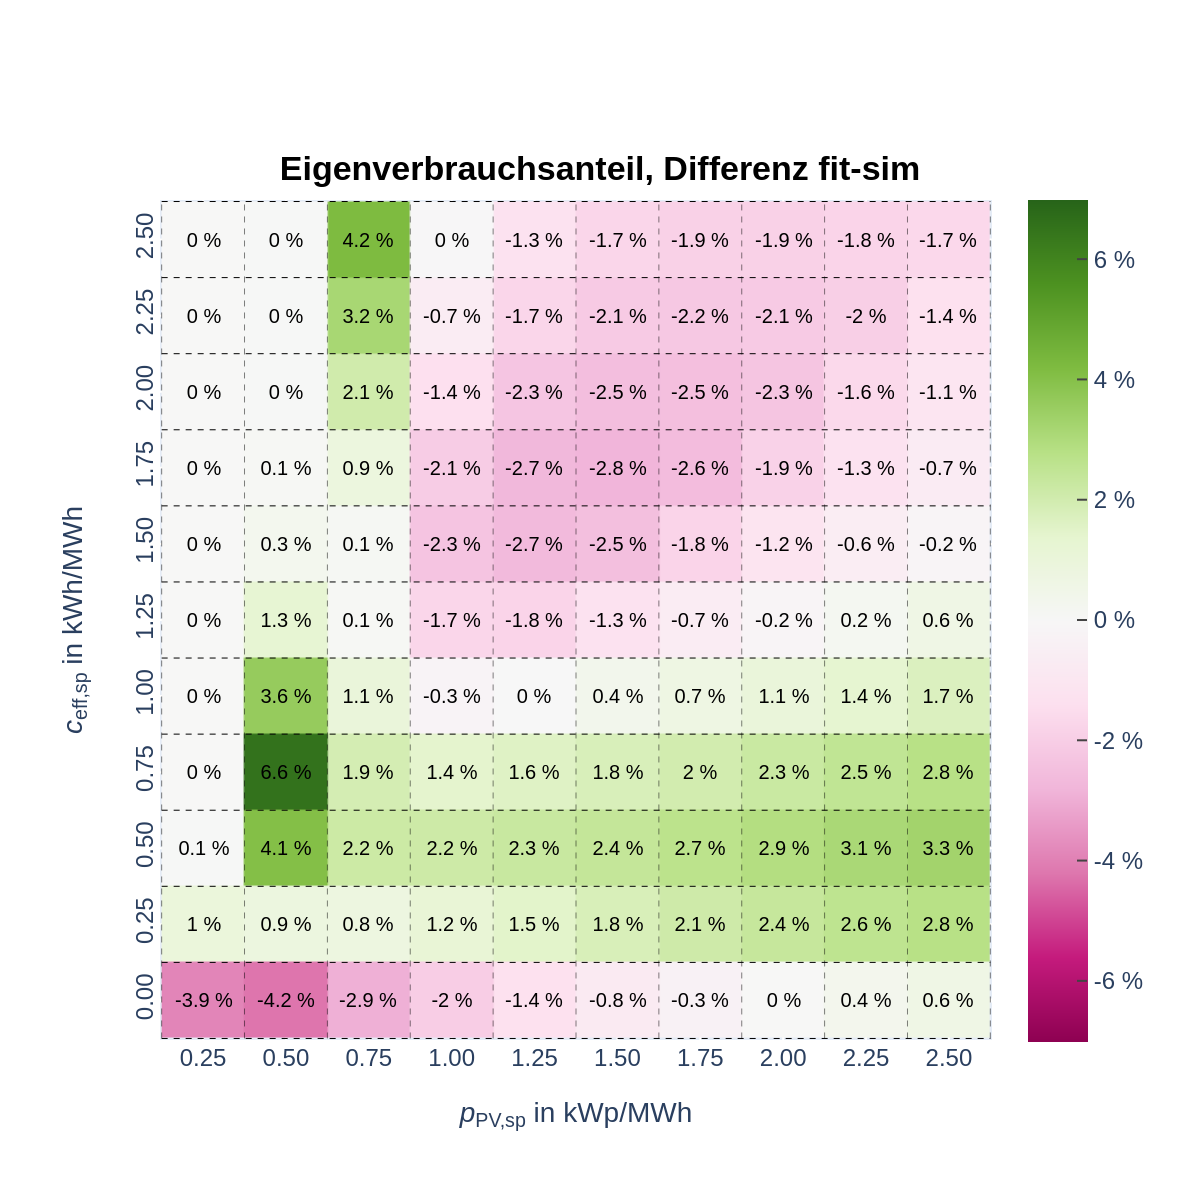 Eigenverbrauchsanteil, Differenz fit-sim
2.50 0 % 0 % 4.2 % 0 % -1.3 % -1.7 % -1.9 % -1.9 % -1.8 % -1.7 %
2.25 0 % 0 % 3.2 % -0.7 % -1.7 % -2.1 % -2.2 % -2.1 % -2 % -1.4 %
2.00 0 % 0 % 2.1 % -1.4 % -2.3 % -2.5 % -2.5 % -2.3 % -1.6 % -1.1 %
1.75 0 % 0.1 % 0.9 % -2.1 % -2.7 % -2.8 % -2.6 % -1.9 % -1.3 % -0.7 %
1.50 0 % 0.3 % 0.1 % -2.3 % -2.7 % -2.5 % -1.8 % -1.2 % -0.6 % -0.2 %
1.25 0 % 1.3 % 0.1 % -1.7 % -1.8 % -1.3 % -0.7 % -0.2 % 0.2 % 0.6 %
1.00 0 % 3.6 % 1.1 % -0.3 % 0 % 0.4 % 0.7 % 1.1 % 1.4 % 1.7 %
0.75 0 % 6.6 % 1.9 % 1.4 % 1.6 % 1.8 % 2 % 2.3 % 2.5 % 2.8 %
0.50 0.1 % 4.1 % 2.2 % 2.2 % 2.3 % 2.4 % 2.7 % 2.9 % 3.1 % 3.3 %
0.25 1 % 0.9 % 0.8 % 1.2 % 1.5 % 1.8 % 2.1 % 2.4 % 2.6 % 2.8 %
0.00 -3.9 % -4.2 % -2.9 % -2 % -1.4 % -0.8 % -0.3 % 0 % 0.4 % 0.6 %
0.25 0.50 0.75 1.00 1.25 1.50 1.75 2.00 2.25 2.50
pPV,sp in kWp/MWh
ceff,sp in kWh/MWh
6 %
4 %
2 %
0 %
-2 %
-4 %
-6 %